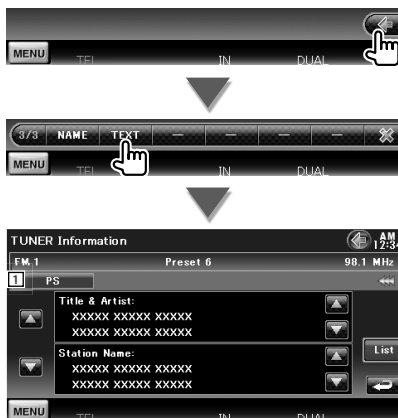 MENU TEL IN DUAL
3/3 NAME TEXT — — — —
MENU TEL IN DUAL
TUNER Information AM 12:34
FM 1 Preset 6 98.1 MHz
1 PS
Title & Artist:
XXXXX XXXXX XXXXX
XXXXX XXXXX XXXXX
List
Station Name:
XXXXX XXXXX XXXXX
XXXXX XXXXX XXXXX
MENU TEL IN DUAL